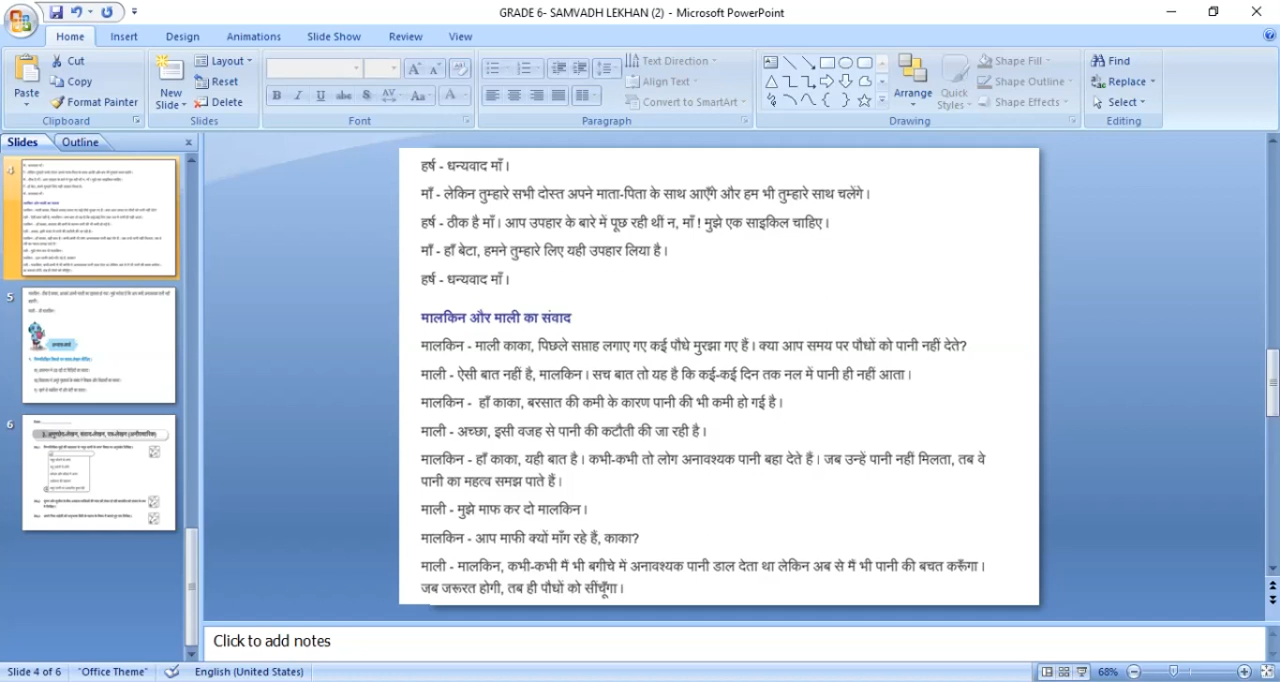 GRADE 6- SAMVADH LEKHAN (2) - Microsoft PowerPoint
Home Insert Design Animations Slide Show Review View
Paste Cut Copy Format Painter
Clipboard
New Slide Layout Reset Delete
Slides
Font
Text Direction Align Text Convert to SmartArt
Paragraph
Arrange Quick Styles Shape Fill Shape Outline Shape Effects
Drawing
Find Replace Select
Editing
Slides Outline
4
5
6
हर्ष - धन्यवाद माँ।
माँ - लेकिन तुम्हारे सभी दोस्त अपने माता-पिता के साथ आएँगे और हम भी तुम्हारे साथ चलेंगे।
हर्ष - ठीक है माँ। आप उपहार के बारे में पूछ रही थीं न, माँ ! मुझे एक साइकिल चाहिए।
माँ - हाँ बेटा, हमने तुम्हारे लिए यही उपहार लिया है।
हर्ष - धन्यवाद माँ।
मालकिन और माली का संवाद
मालकिन - माली काका, पिछले सप्ताह लगाए गए कई पौधे मुरझा गए हैं। क्या आप समय पर पौधों को पानी नहीं देते?
माली - ऐसी बात नहीं है, मालकिन। सच बात तो यह है कि कई-कई दिन तक नल में पानी ही नहीं आता।
मालकिन - हाँ काका, बरसात की कमी के कारण पानी की भी कमी हो गई है।
माली - अच्छा, इसी वजह से पानी की कटौती की जा रही है।
मालकिन - हाँ काका, यही बात है। कभी-कभी तो लोग अनावश्यक पानी बहा देते हैं। जब उन्हें पानी नहीं मिलता, तब वे
पानी का महत्व समझ पाते हैं।
माली - मुझे माफ कर दो मालकिन।
मालकिन - आप माफी क्यों माँग रहे हैं, काका?
माली - मालकिन, कभी-कभी मैं भी बगीचे में अनावश्यक पानी डाल देता था लेकिन अब से मैं भी पानी की बचत करूँगा।
जब जरूरत होगी, तब ही पौधों को सींचूँगा।
Click to add notes
Slide 4 of 6 "Office Theme" English (United States) 68%